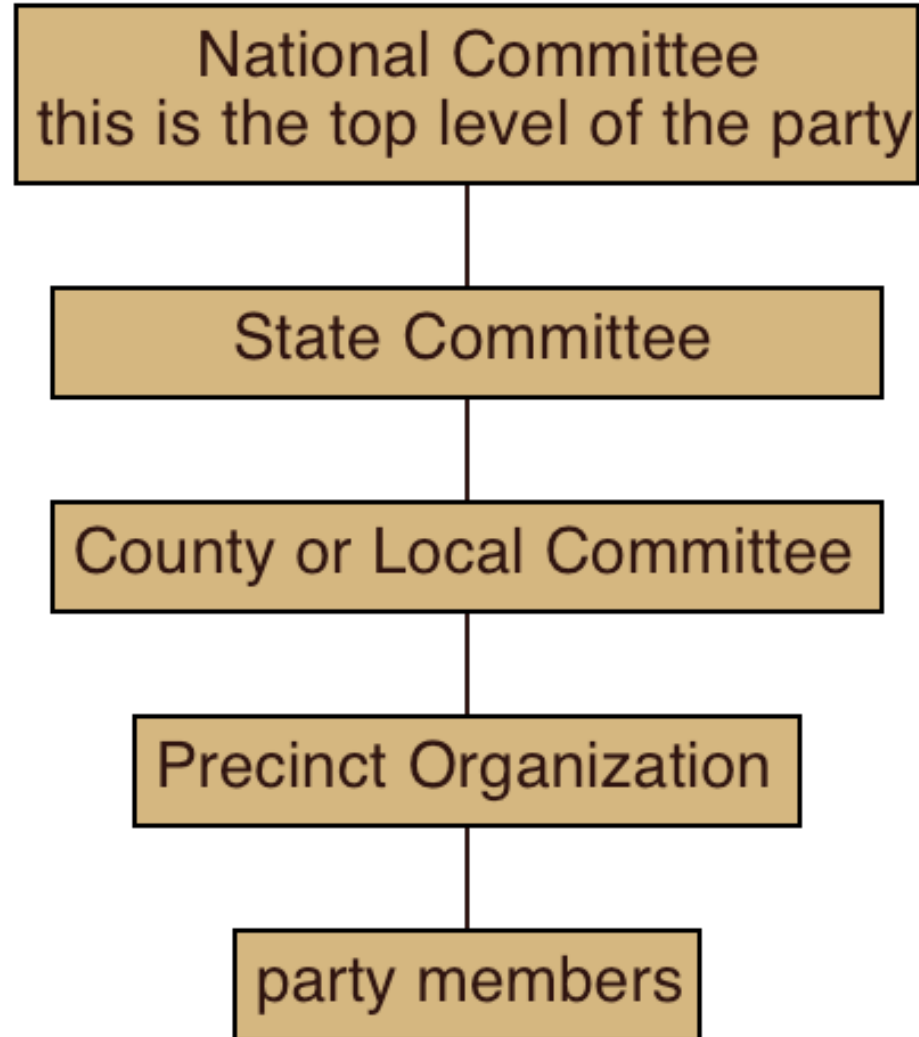 National Committee
this is the top level of the party
State Committee
County or Local Committee
Precinct Organization
party members